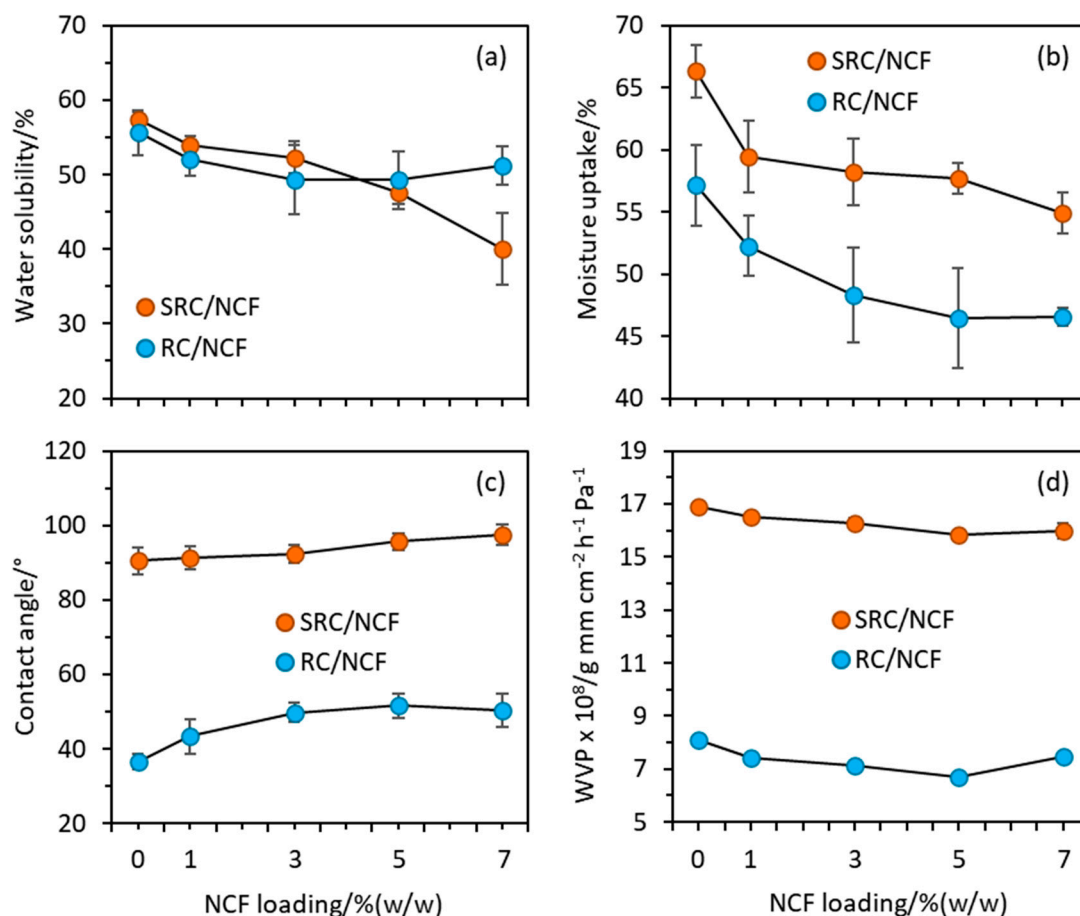 (a)
Water solubility/%
70
60
50
40
30
20
SRC/NCF
RC/NCF
(b)
Moisture uptake/%
70
65
60
55
50
45
40
SRC/NCF
RC/NCF
(c)
Contact angle/°
120
100
80
60
40
20
SRC/NCF
RC/NCF
0 1 3 5 7
NCF loading/%(w/w)
(d)
WVP x 10⁸/g mm cm⁻² h⁻¹ Pa⁻¹
19
17
15
13
11
9
7
5
SRC/NCF
RC/NCF
0 1 3 5 7
NCF loading/%(w/w)